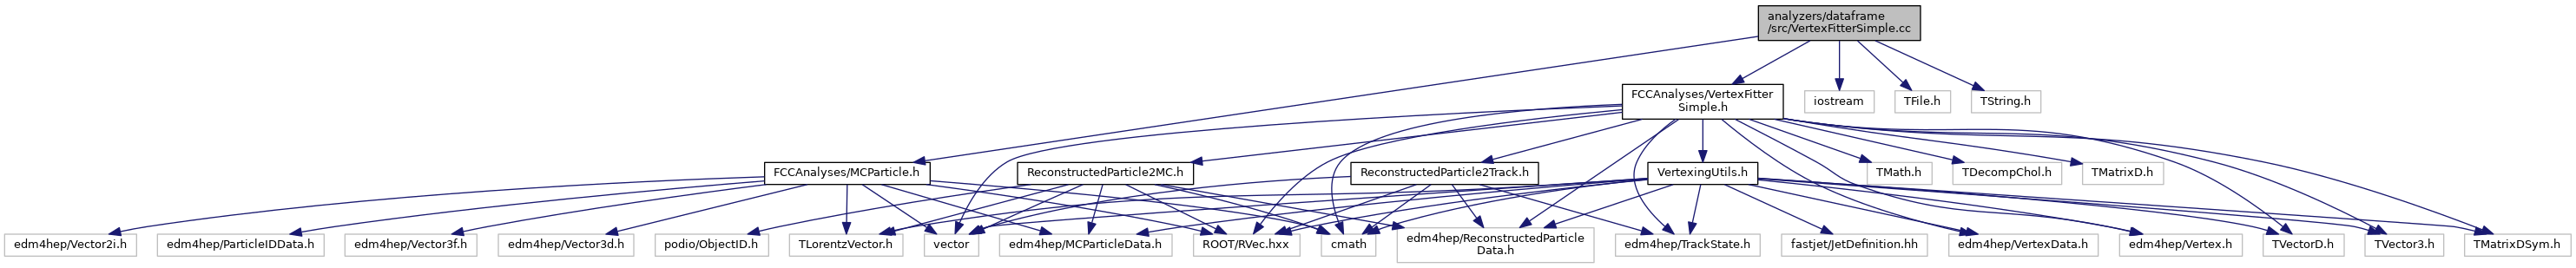 analyzers/dataframe
/src/VertexFitterSimple.cc
FCCAnalyses/VertexFitter
Simple.h
iostream
TFile.h
TString.h
FCCAnalyses/MCParticle.h
ReconstructedParticle2MC.h
ReconstructedParticle2Track.h
VertexingUtils.h
TMath.h
TDecompChol.h
TMatrixD.h
edm4hep/Vector2i.h
edm4hep/ParticleIDData.h
edm4hep/Vector3f.h
edm4hep/Vector3d.h
podio/ObjectID.h
TLorentzVector.h
vector
edm4hep/MCParticleData.h
ROOT/RVec.hxx
cmath
edm4hep/ReconstructedParticle
Data.h
edm4hep/TrackState.h
fastjet/JetDefinition.hh
edm4hep/VertexData.h
edm4hep/Vertex.h
TVectorD.h
TVector3.h
TMatrixDSym.h